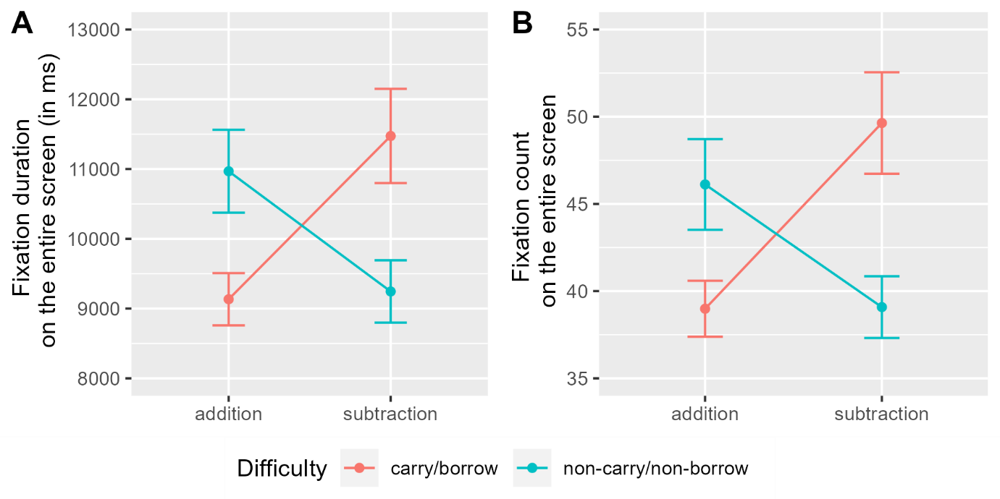 A
Fixation duration
on the entire screen (in ms)
13000
12000
11000
10000
9000
8000
addition
subtraction
B
Fixation count
on the entire screen
55
50
45
40
35
addition
subtraction
Difficulty
carry/borrow
non-carry/non-borrow